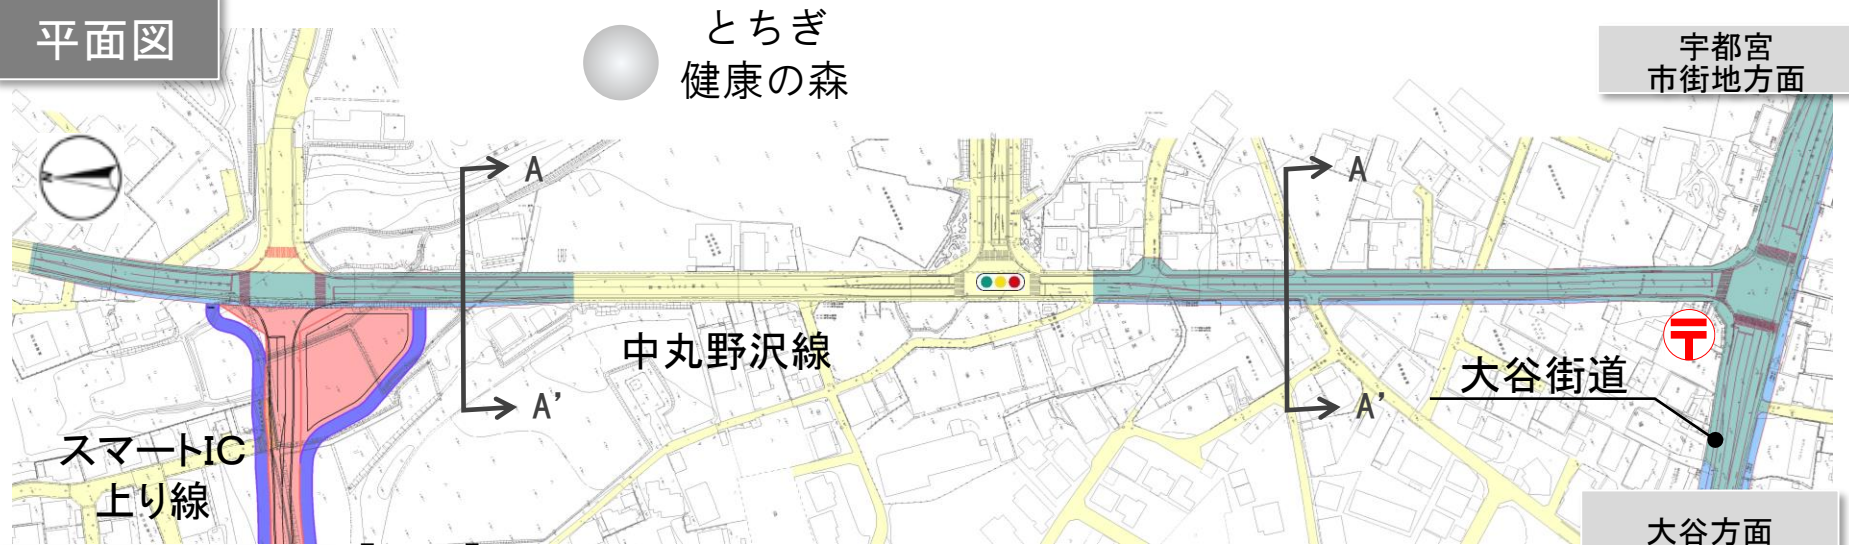 平面図
とちぎ
健康の森
宇都宮
市街地方面
A
A
中丸野沢線
A'
A'
大谷街道
スマートIC
上り線
大谷方面